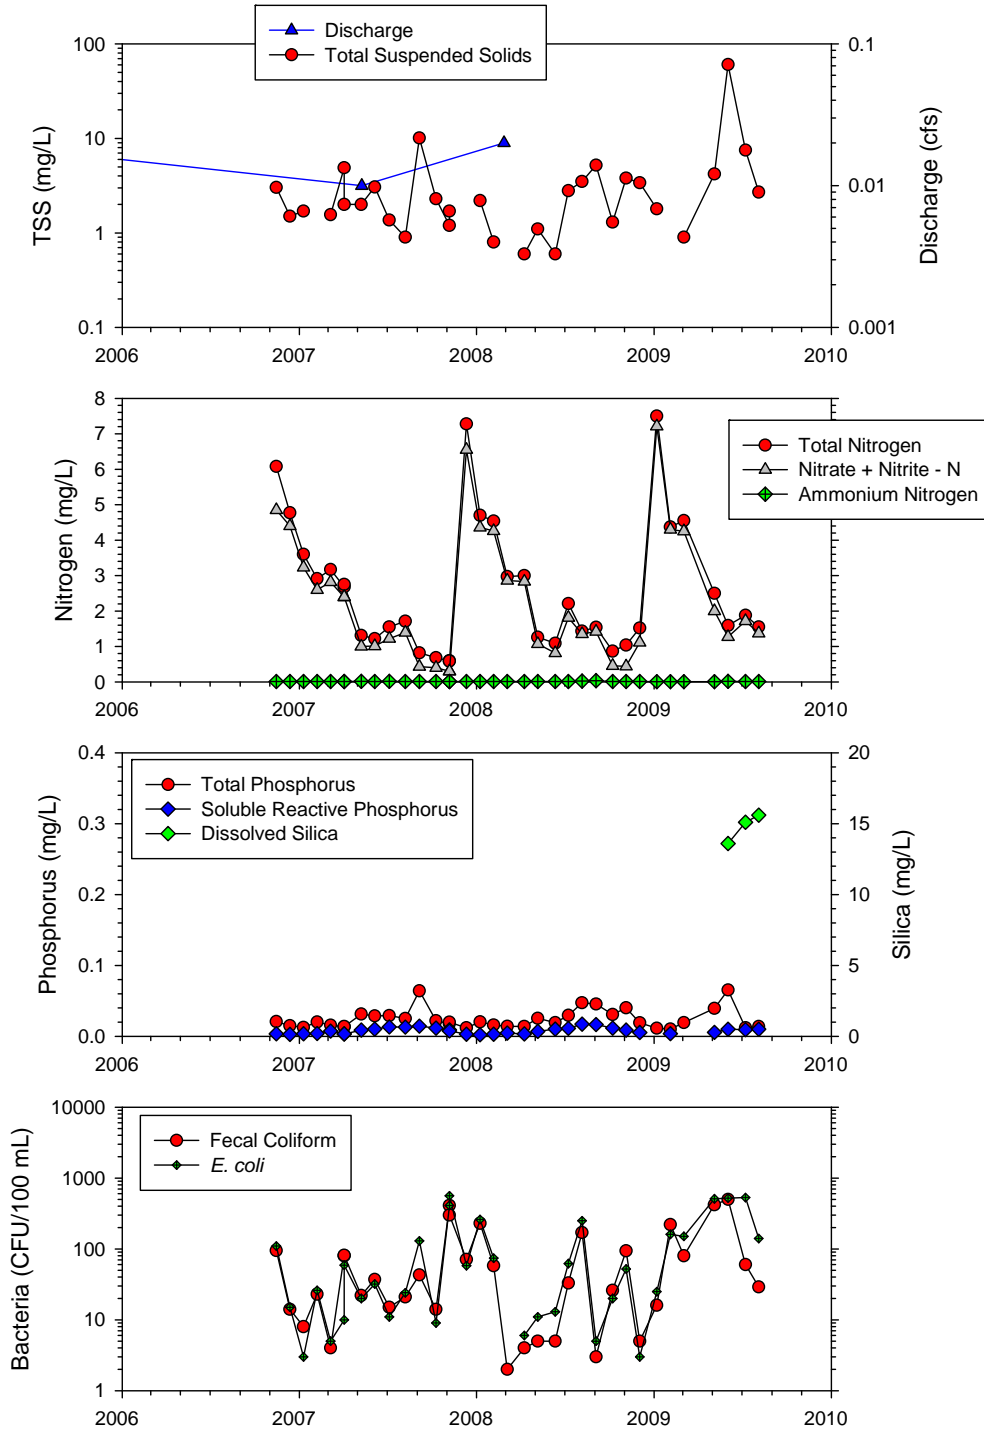 Discharge
Total Suspended Solids
100
10
1
0.1
TSS (mg/L)
0.1
0.01
0.001
Discharge (cfs)
2006 2007 2008 2009 2010
8
7
6
5
4
3
2
1
0
Nitrogen (mg/L)
Total Nitrogen
Nitrate + Nitrite - N
Ammonium Nitrogen
2006 2007 2008 2009 2010
0.4
0.3
0.2
0.1
0.0
Phosphorus (mg/L)
Total Phosphorus
Soluble Reactive Phosphorus
Dissolved Silica
20
15
10
5
0
Silica (mg/L)
2006 2007 2008 2009 2010
10000
1000
100
10
1
Bacteria (CFU/100 mL)
Fecal Coliform
E. coli
2006 2007 2008 2009 2010